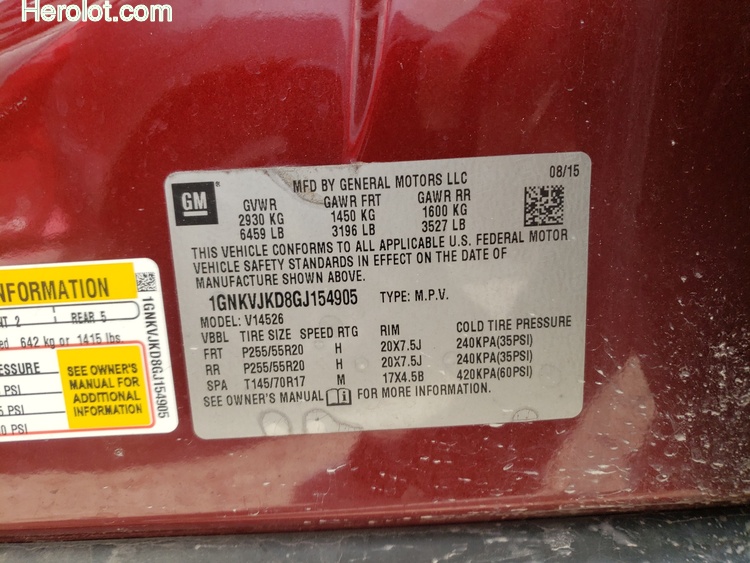 Herolot.com
GM
MFD BY GENERAL MOTORS LLC 08/15
GVWR GAWR FRT GAWR RR
2930 KG 1450 KG 1600 KG
6459 LB 3196 LB 3527 LB
THIS VEHICLE CONFORMS TO ALL APPLICABLE U.S. FEDERAL MOTOR
VEHICLE SAFETY STANDARDS IN EFFECT ON THE DATE OF
MANUFACTURE SHOWN ABOVE.
1GNKVJKD8GJ154905 TYPE: M.P.V.
MODEL: V14526
VBBL TIRE SIZE SPEED RTG RIM COLD TIRE PRESSURE
FRT P255/55R20 H 20X7.5J 240KPA(35PSI)
RR P255/55R20 H 20X7.5J 240KPA(35PSI)
SPA T145/70R17 M 17X4.5B 420KPA(60PSI)
SEE OWNER'S MANUAL FOR MORE INFORMATION.
2 REAR 5
642 kg or 1415 lbs.
PSI
PSI
PSI
SEE OWNER'S
MANUAL FOR
ADDITIONAL
INFORMATION
1GNKVJKD8GJ154905